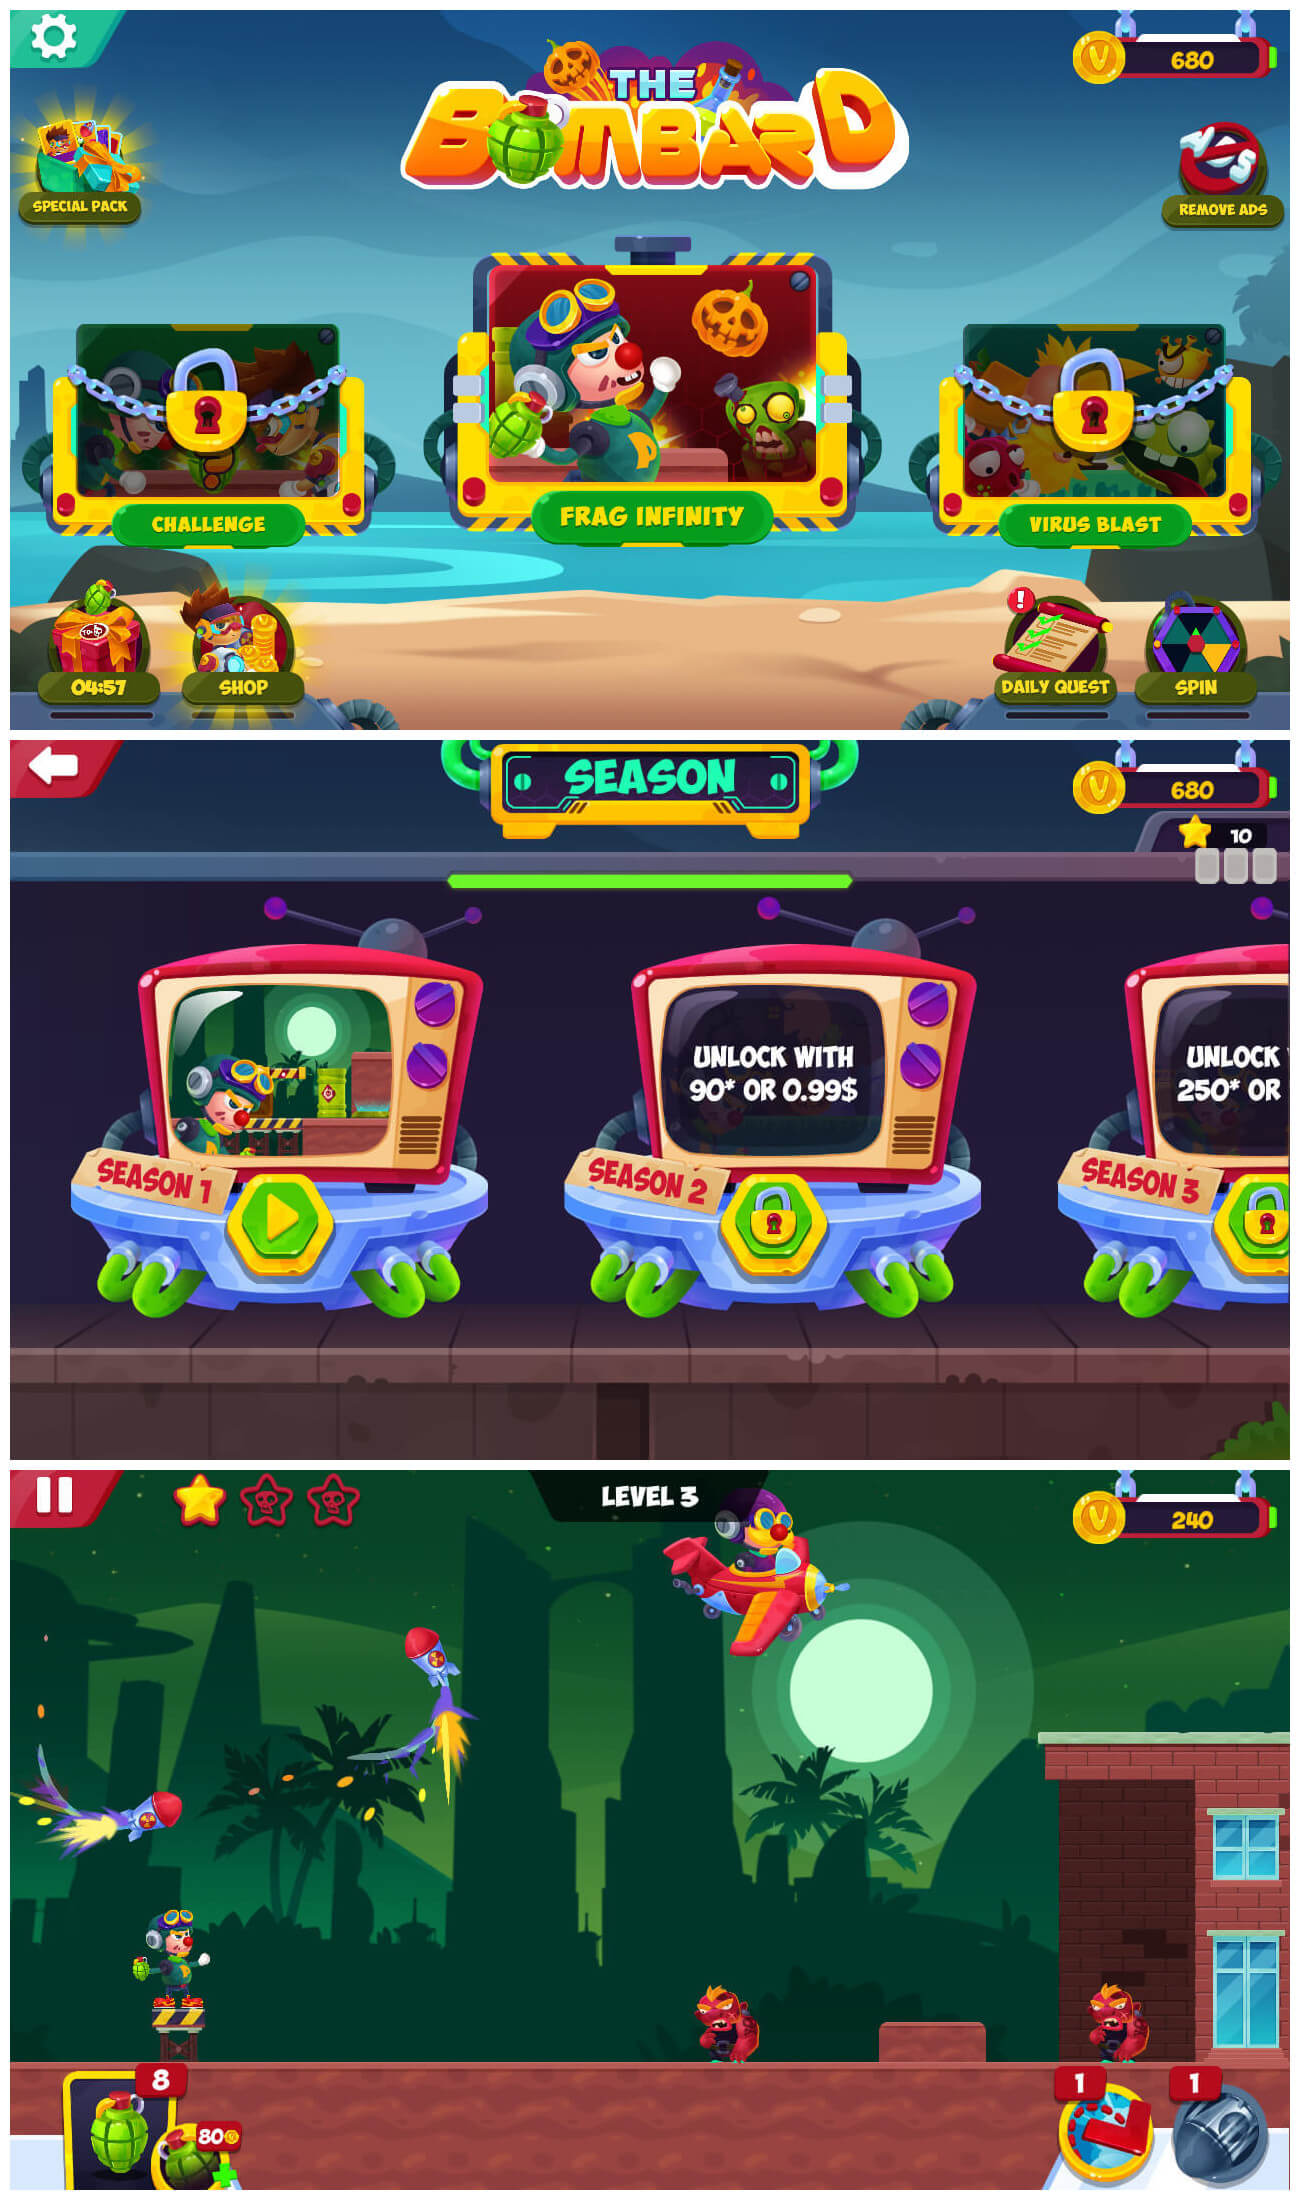 THE
BOMBARD
680
SPECIAL PACK
ADS
REMOVE ADS
CHALLENGE
FRAG INFINITY
VIRUS BLAST
04:57
SHOP
DAILY QUEST
SPIN
SEASON
680
10
UNLOCK WITH
90* OR 0.99$
UNLOCK
250* OR
SEASON 1
SEASON 2
SEASON 3
LEVEL 3
240
8
80
1
1